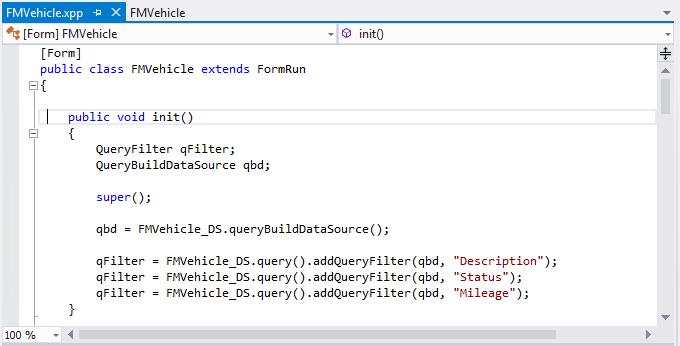 FMVehicle.xpp FMVehicle
[Form] FMVehicle init()
[Form]
public class FMVehicle extends FormRun
{
public void init()
{
QueryFilter qFilter;
QueryBuildDataSource qbd;
super();
qbd = FMVehicle_DS.queryBuildDataSource();
qFilter = FMVehicle_DS.query().addQueryFilter(qbd, "Description");
qFilter = FMVehicle_DS.query().addQueryFilter(qbd, "Status");
qFilter = FMVehicle_DS.query().addQueryFilter(qbd, "Mileage");
}
100 %